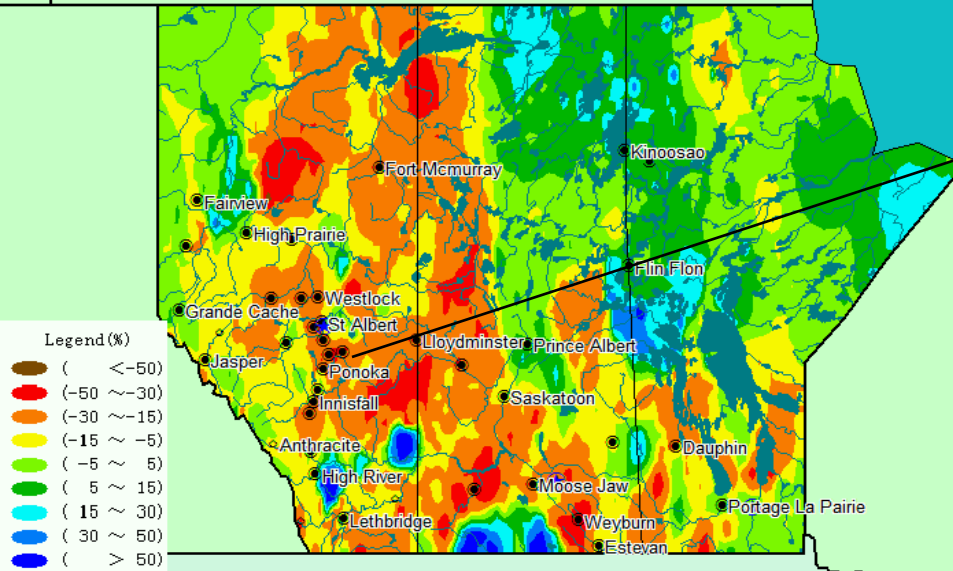 Kinoosao
Fort Mcmurray
Fairview
High Prairie
Flin Flon
Westlock
Grande Cache
St Albert
Lloydminster
Prince Albert
Legend(%)
Jasper
Ponoka
( <-50)
(-50 ~-30)
Saskatoon
Innisfall
(-30 ~-15)
(-15 ~ -5)
Anthracite
Dauphin
( -5 ~ 5)
High River
( 5 ~ 15)
Moose Jaw
Portage La Pairie
( 15 ~ 30)
Lethbridge
Weyburn
( 30 ~ 50)
Estevan
( > 50)